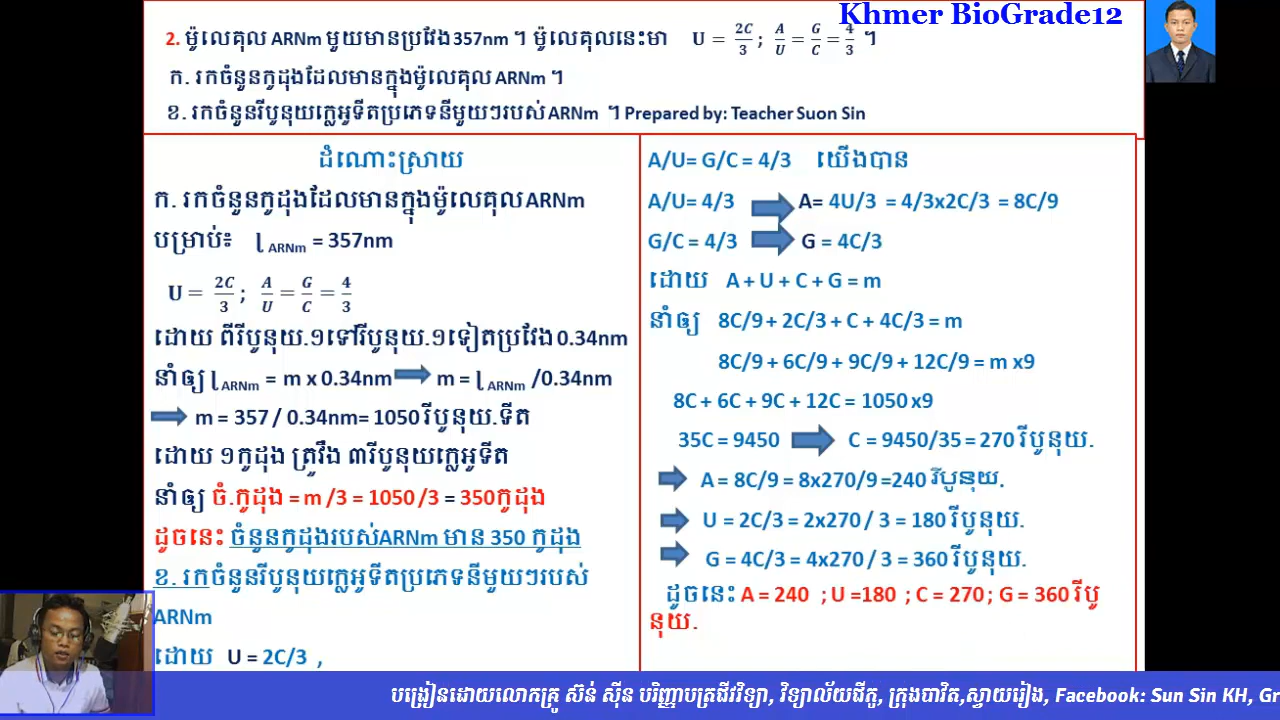 Khmer BioGrade12
2. ម៉ូលេគុល ARNm មួយមានប្រវែង357nm ។ ម៉ូលេគុលនេះមា U = 2C/3 ; A/U = G/C = 4/3 ។
ក. រកចំនួនកូដុងដែលមានក្នុងម៉ូលេគុល ARNm ។
ខ. រកចំនួនរីបូនុយក្លេអូទីតប្រភេទនីមួយៗរបស់ARNm ។ Prepared by: Teacher Suon Sin
ដំណោះស្រាយ
ក. រកចំនួនកូដុងដែលមានក្នុងម៉ូលេគុលARNm
បម្រាប់៖ l ARNm = 357nm
U = 2C/3 ; A/U = G/C = 4/3
ដោយ ពីរីបូនុយ.១ទៅរីបូនុយ.១ទៀតប្រវែង0.34nm
នាំឲ្យ l ARNm = m x 0.34nm m = l ARNm /0.34nm
m = 357 / 0.34nm= 1050 រីបូនុយ.ទីត
ដោយ ១កូដុង ត្រូវឹង ៣រីបូនុយក្លេអូទីត
នាំឲ្យ ចំ.កូដុង = m /3 = 1050 /3 = 350កូដុង
ដូចនេះ ចំនួនកូដុងរបស់ARNm មាន 350 កូដុង
ខ. រកចំនួនរីបូនុយក្លេអូទីតប្រភេទនីមួយៗរបស់
ARNm
ដោយ U = 2C/3 ,
A/U= G/C = 4/3 យើងបាន
A/U= 4/3 A= 4U/3 = 4/3x2C/3 = 8C/9
G/C = 4/3 G = 4C/3
ដោយ A + U + C + G = m
នាំឲ្យ 8C/9 + 2C/3 + C + 4C/3 = m
8C/9 + 6C/9 + 9C/9 + 12C/9 = m x9
8C + 6C + 9C + 12C = 1050 x9
35C = 9450 C = 9450/35 = 270 រីបូនុយ.
A = 8C/9 = 8x270/9 =240 រីបូនុយ.
U = 2C/3 = 2x270 / 3 = 180 រីបូនុយ.
G = 4C/3 = 4x270 / 3 = 360 រីបូនុយ.
ដូចនេះ A = 240 ; U =180 ; C = 270 ; G = 360 រីបូ
នុយ.
បង្រៀនដោយលោកគ្រូ ស៊ន់ ស៊ីន បរិញ្ញាបត្រជីវវិទ្យា, វិទ្យាល័យជីភូ, ក្រុងបាវិត,ស្វាយរៀង, Facebook: Sun Sin KH, Gr